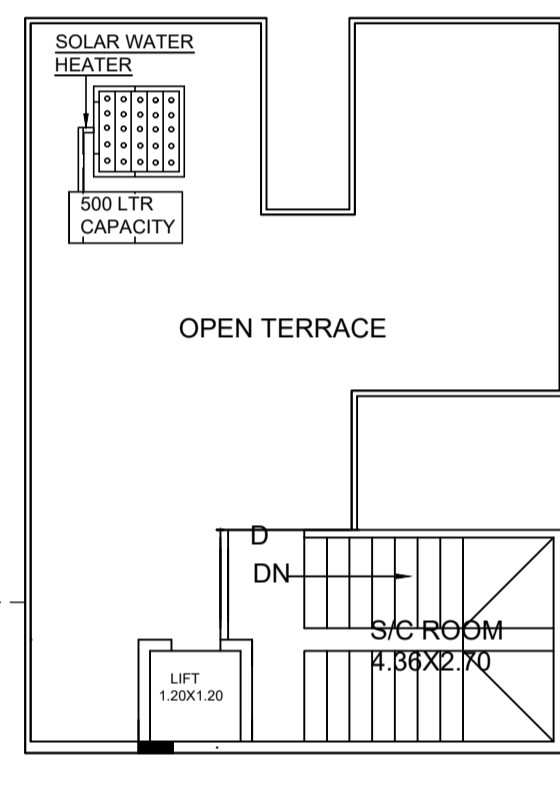 SOLAR WATER
HEATER
500 LTR
CAPACITY
OPEN TERRACE
D
DN
S/C ROOM
4.36X2.70
LIFT
1.20X1.20